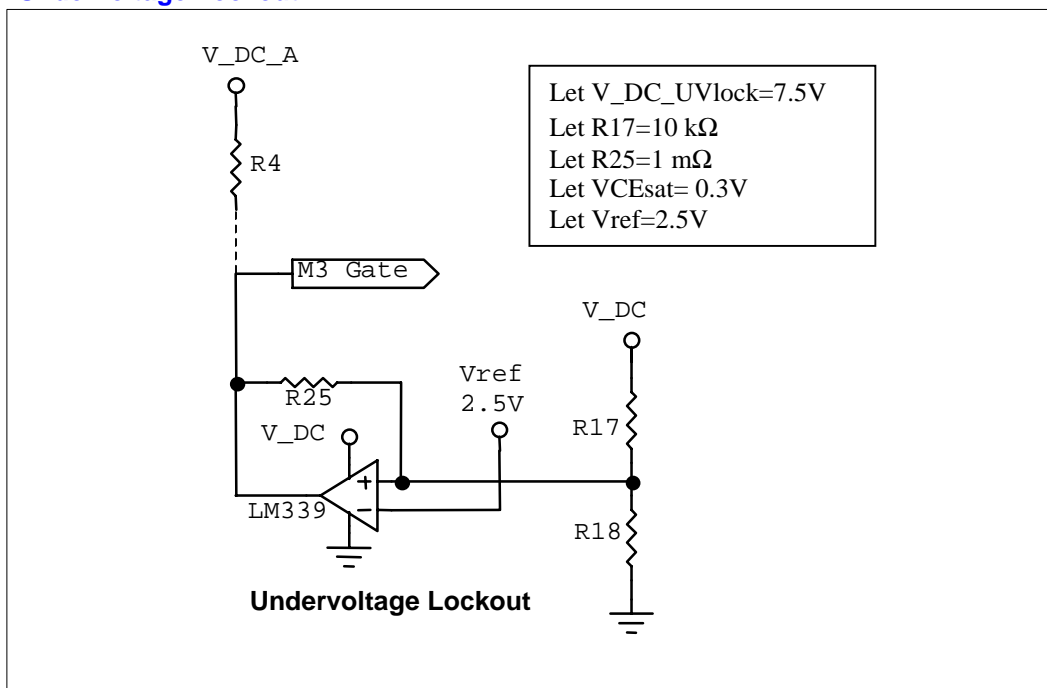 V_DC_A
Let V_DC_UVlock=7.5V
Let R17=10 kΩ
Let R25=1 mΩ
Let VCEsat= 0.3V
Let Vref=2.5V
R4
M3 Gate
V_DC
Vref
2.5V
R25
V_DC
R17
+
−
LM339
R18
Undervoltage Lockout